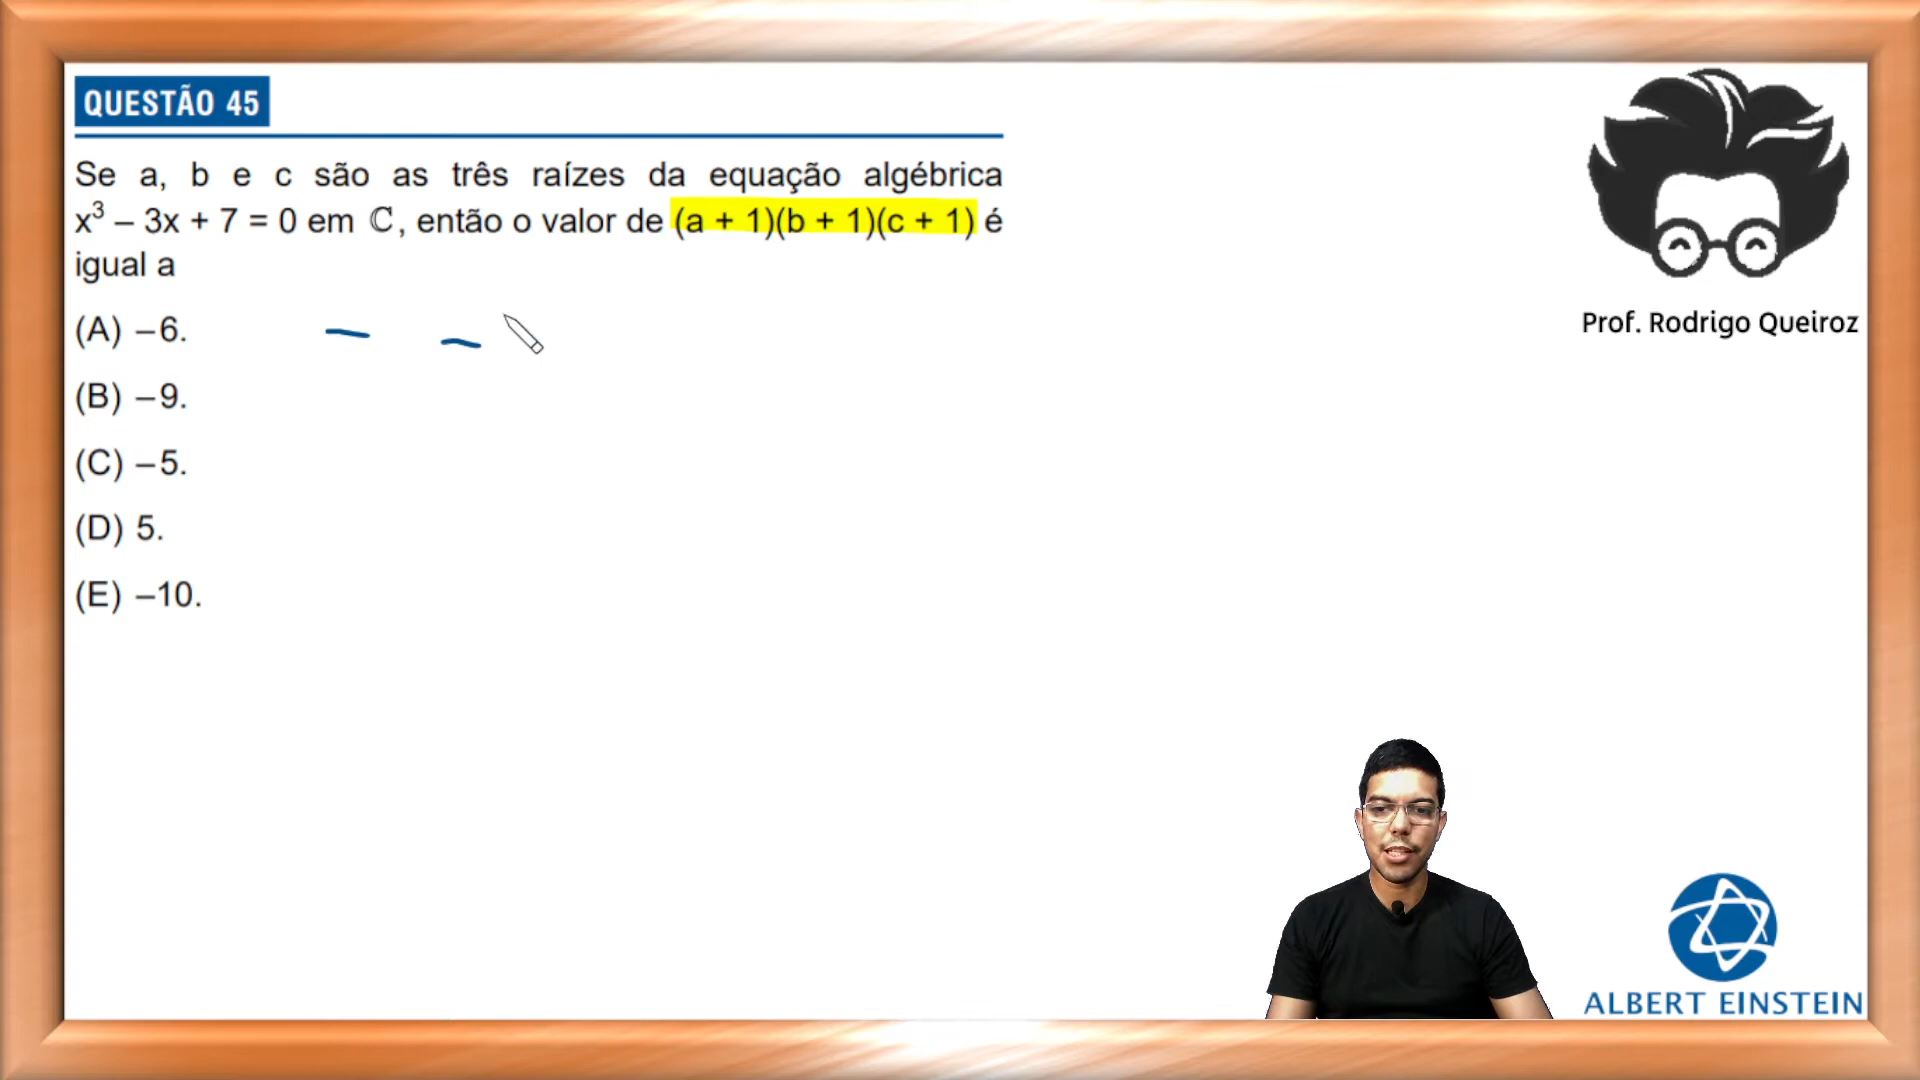 QUESTÃO 45
Se a, b e c são as três raízes da equação algébrica
x³ – 3x + 7 = 0 em ℂ, então o valor de (a + 1)(b + 1)(c + 1) é
igual a
(A) –6.
(B) –9.
(C) –5.
(D) 5.
(E) –10.
Prof. Rodrigo Queiroz
ALBERT EINSTEIN